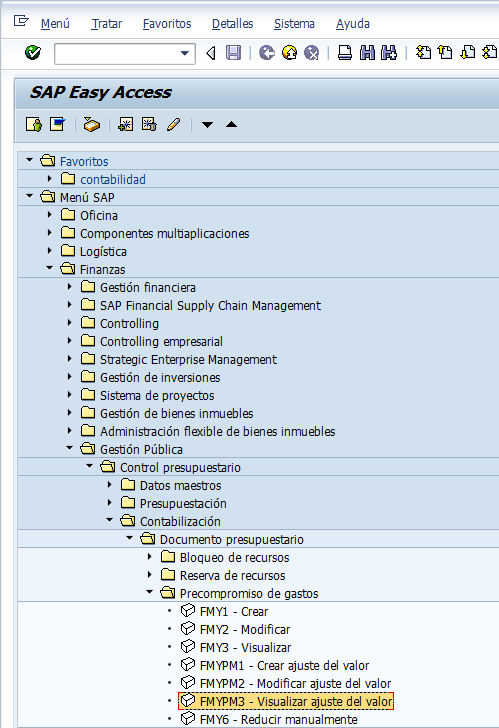 Menú Tratar Favoritos Detalles Sistema Ayuda
SAP Easy Access
Favoritos
contabilidad
Menú SAP
Oficina
Componentes multiaplicaciones
Logística
Finanzas
Gestión financiera
SAP Financial Supply Chain Management
Controlling
Controlling empresarial
Strategic Enterprise Management
Gestión de inversiones
Sistema de proyectos
Gestión de bienes inmuebles
Administración flexible de bienes inmuebles
Gestión Pública
Control presupuestario
Datos maestros
Presupuestación
Contabilización
Documento presupuestario
Bloqueo de recursos
Reserva de recursos
Precompromiso de gastos
FMY1 - Crear
FMY2 - Modificar
FMY3 - Visualizar
FMYPM1 - Crear ajuste del valor
FMYPM2 - Modificar ajuste del valor
FMYPM3 - Visualizar ajuste del valor
FMY6 - Reducir manualmente